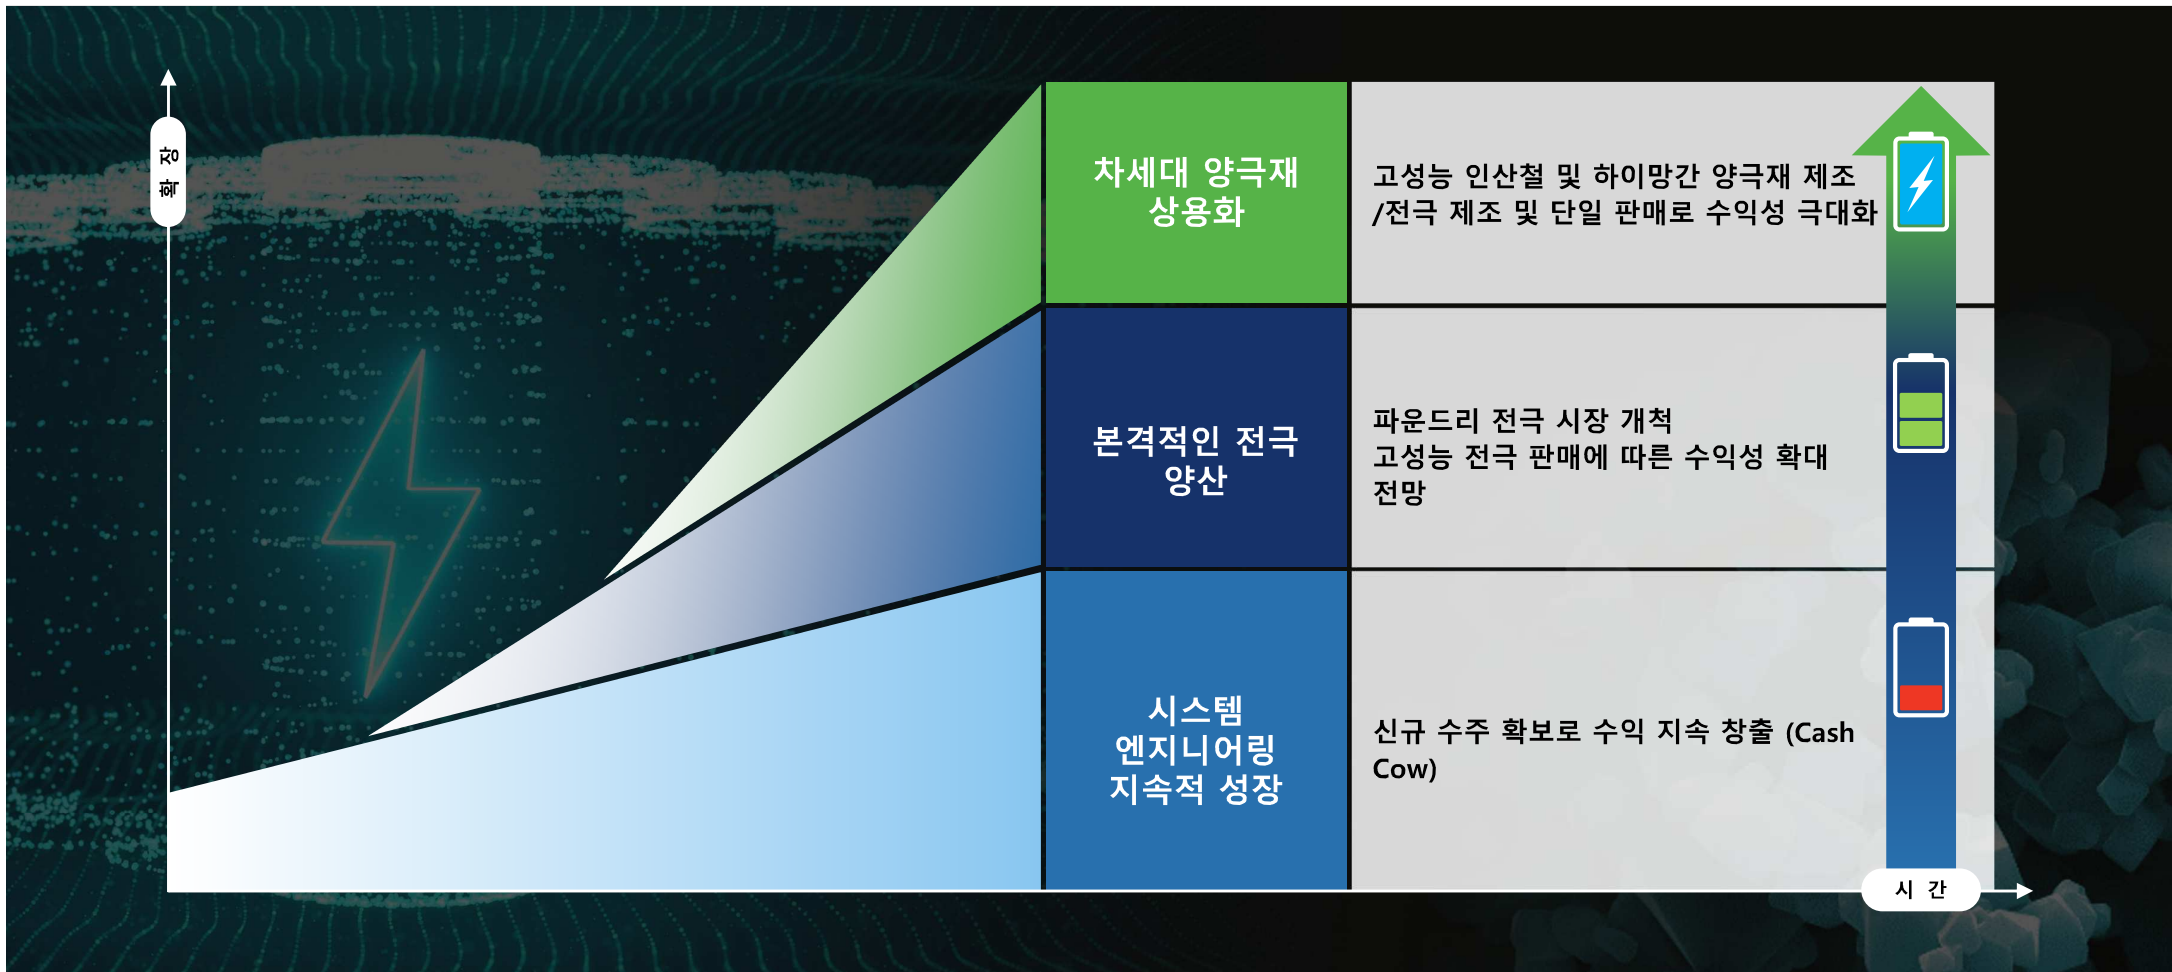 확 장
차세대 양극재
상용화
고성능 인산철 및 하이망간 양극재 제조
/전극 제조 및 단일 판매로 수익성 극대화
본격적인 전극
양산
파운드리 전극 시장 개척
고성능 전극 판매에 따른 수익성 확대
전망
시스템
엔지니어링
지속적 성장
신규 수주 확보로 수익 지속 창출 (Cash
Cow)
시 간